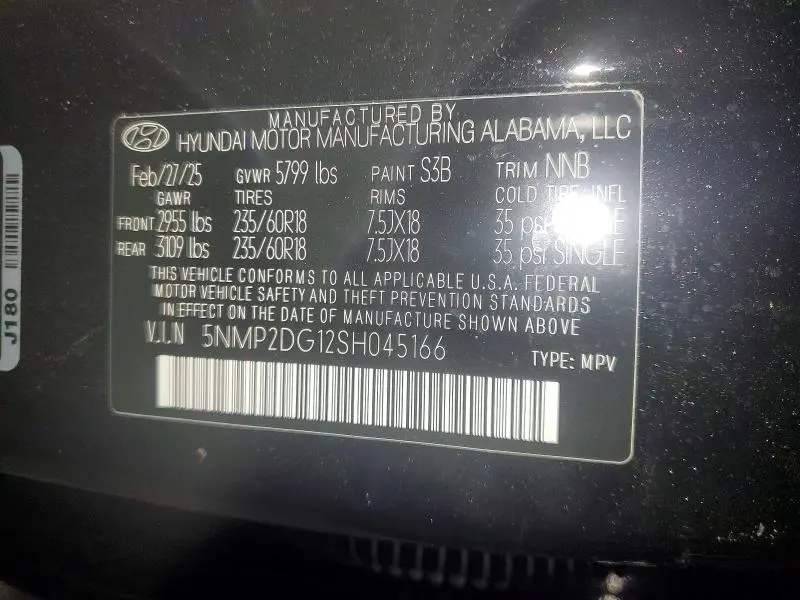 MANUFACTURED BY
HYUNDAI MOTOR MANUFACTURING ALABAMA, LLC
Feb/27/25 GVWR 5799 lbs PAINT S3B TRIM NNB
GAWR TIRES RIMS COLD TIRE INFL
FRONT 2955 lbs 235/60R18 7.5JX18 35 psi
REAR 3109 lbs 235/60R18 7.5JX18 35 psi SINGLE
THIS VEHICLE CONFORMS TO ALL APPLICABLE U.S.A. FEDERAL
MOTOR VEHICLE SAFETY AND THEFT PREVENTION STANDARDS
IN EFFECT ON THE DATE OF MANUFACTURE SHOWN ABOVE
V.I.N 5NMP2DG12SH045166
TYPE: MPV
J180